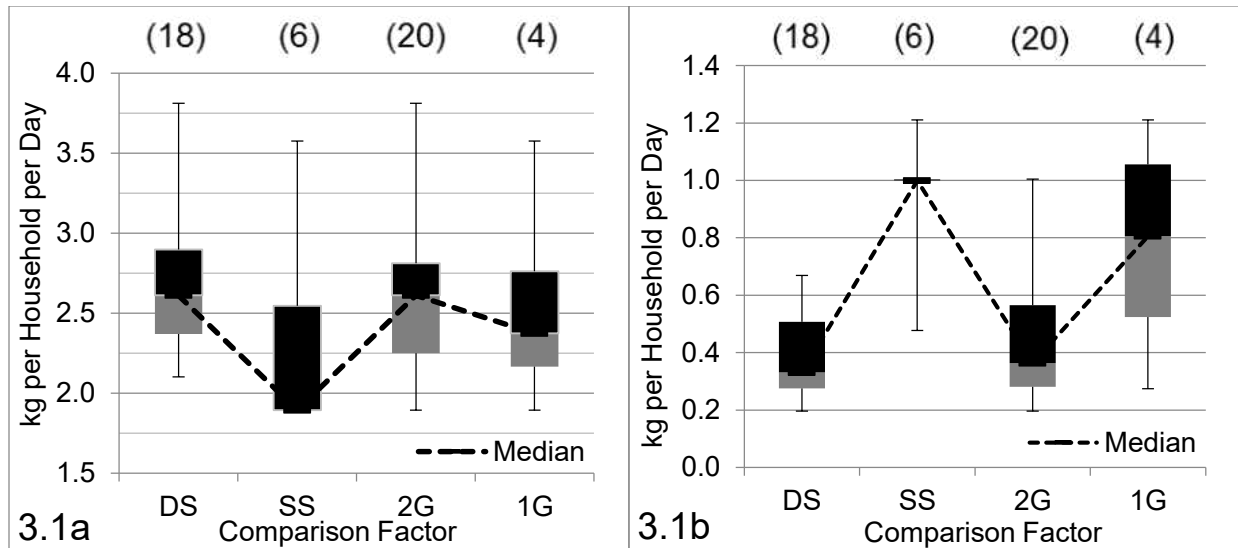 (18) (6) (20) (4)
kg per Household per Day
4.0
3.5
3.0
2.5
2.0
1.5
Median
DS SS 2G 1G
Comparison Factor
3.1a
(18) (6) (20) (4)
kg per Household per Day
1.4
1.2
1.0
0.8
0.6
0.4
0.2
0.0
Median
DS SS 2G 1G
Comparison Factor
3.1b